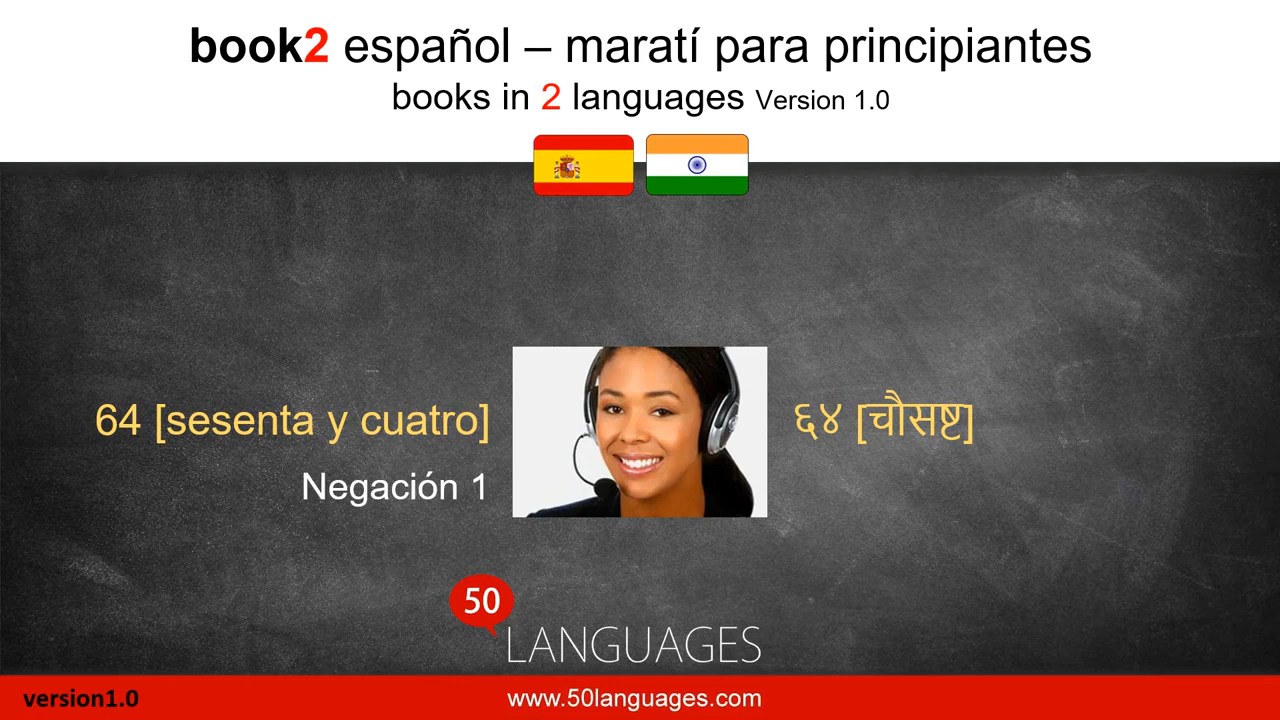 book2 español – maratí para principiantes
books in 2 languages Version 1.0
64 [sesenta y cuatro]
६४ [चौसष्ट]
Negación 1
50
LANGUAGES
version1.0
www.50languages.com